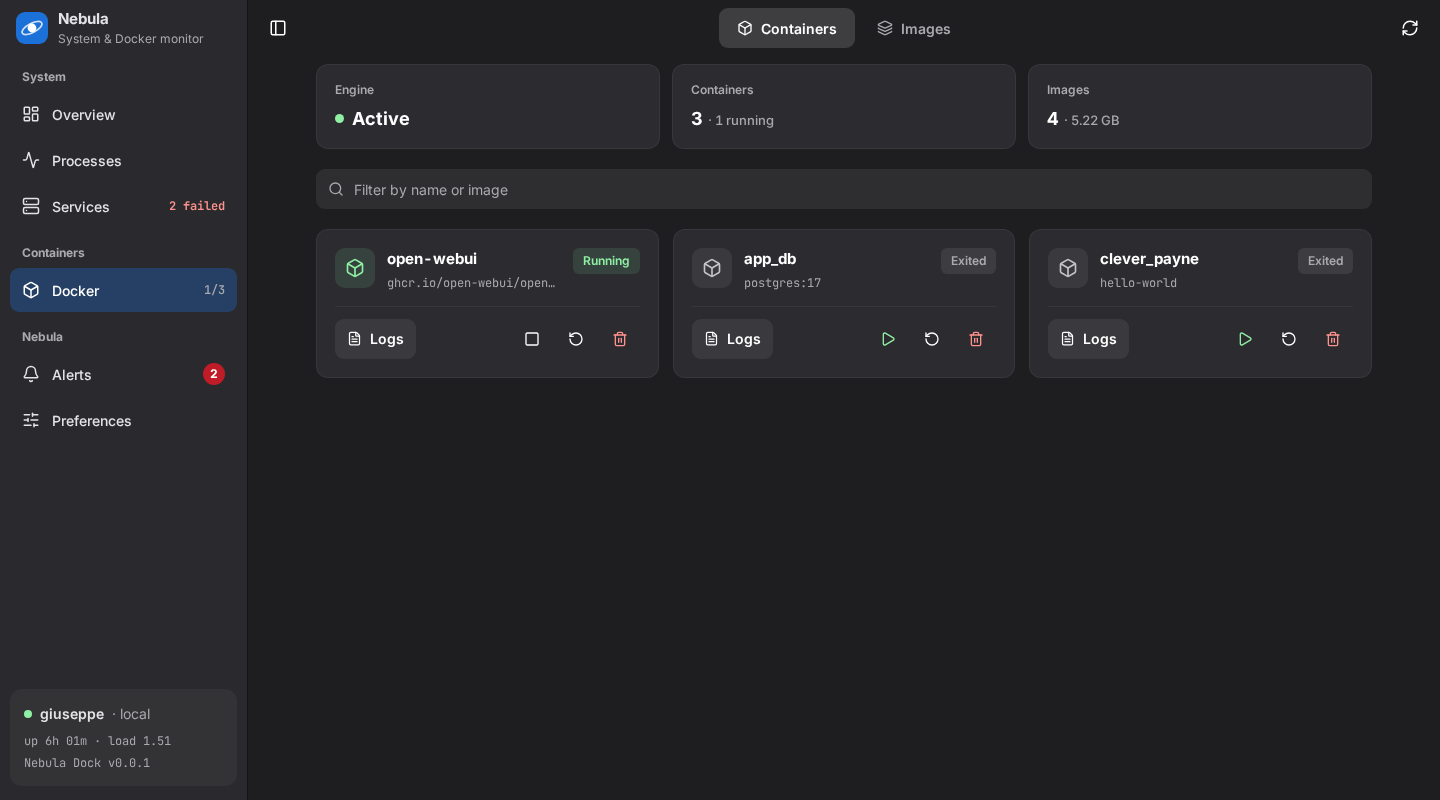 Nebula
System & Docker monitor
System
Overview
Processes
Services 2 failed
Containers
Docker 1/3
Nebula
Alerts 2
Preferences
giuseppe · local
up 6h 01m · load 1.51
Nebula Dock v0.0.1
Containers Images
Engine
Active
Containers
3 · 1 running
Images
4 · 5.22 GB
Filter by name or image
open-webui Running
ghcr.io/open-webui/open…
Logs
app_db Exited
postgres:17
Logs
clever_payne Exited
hello-world
Logs